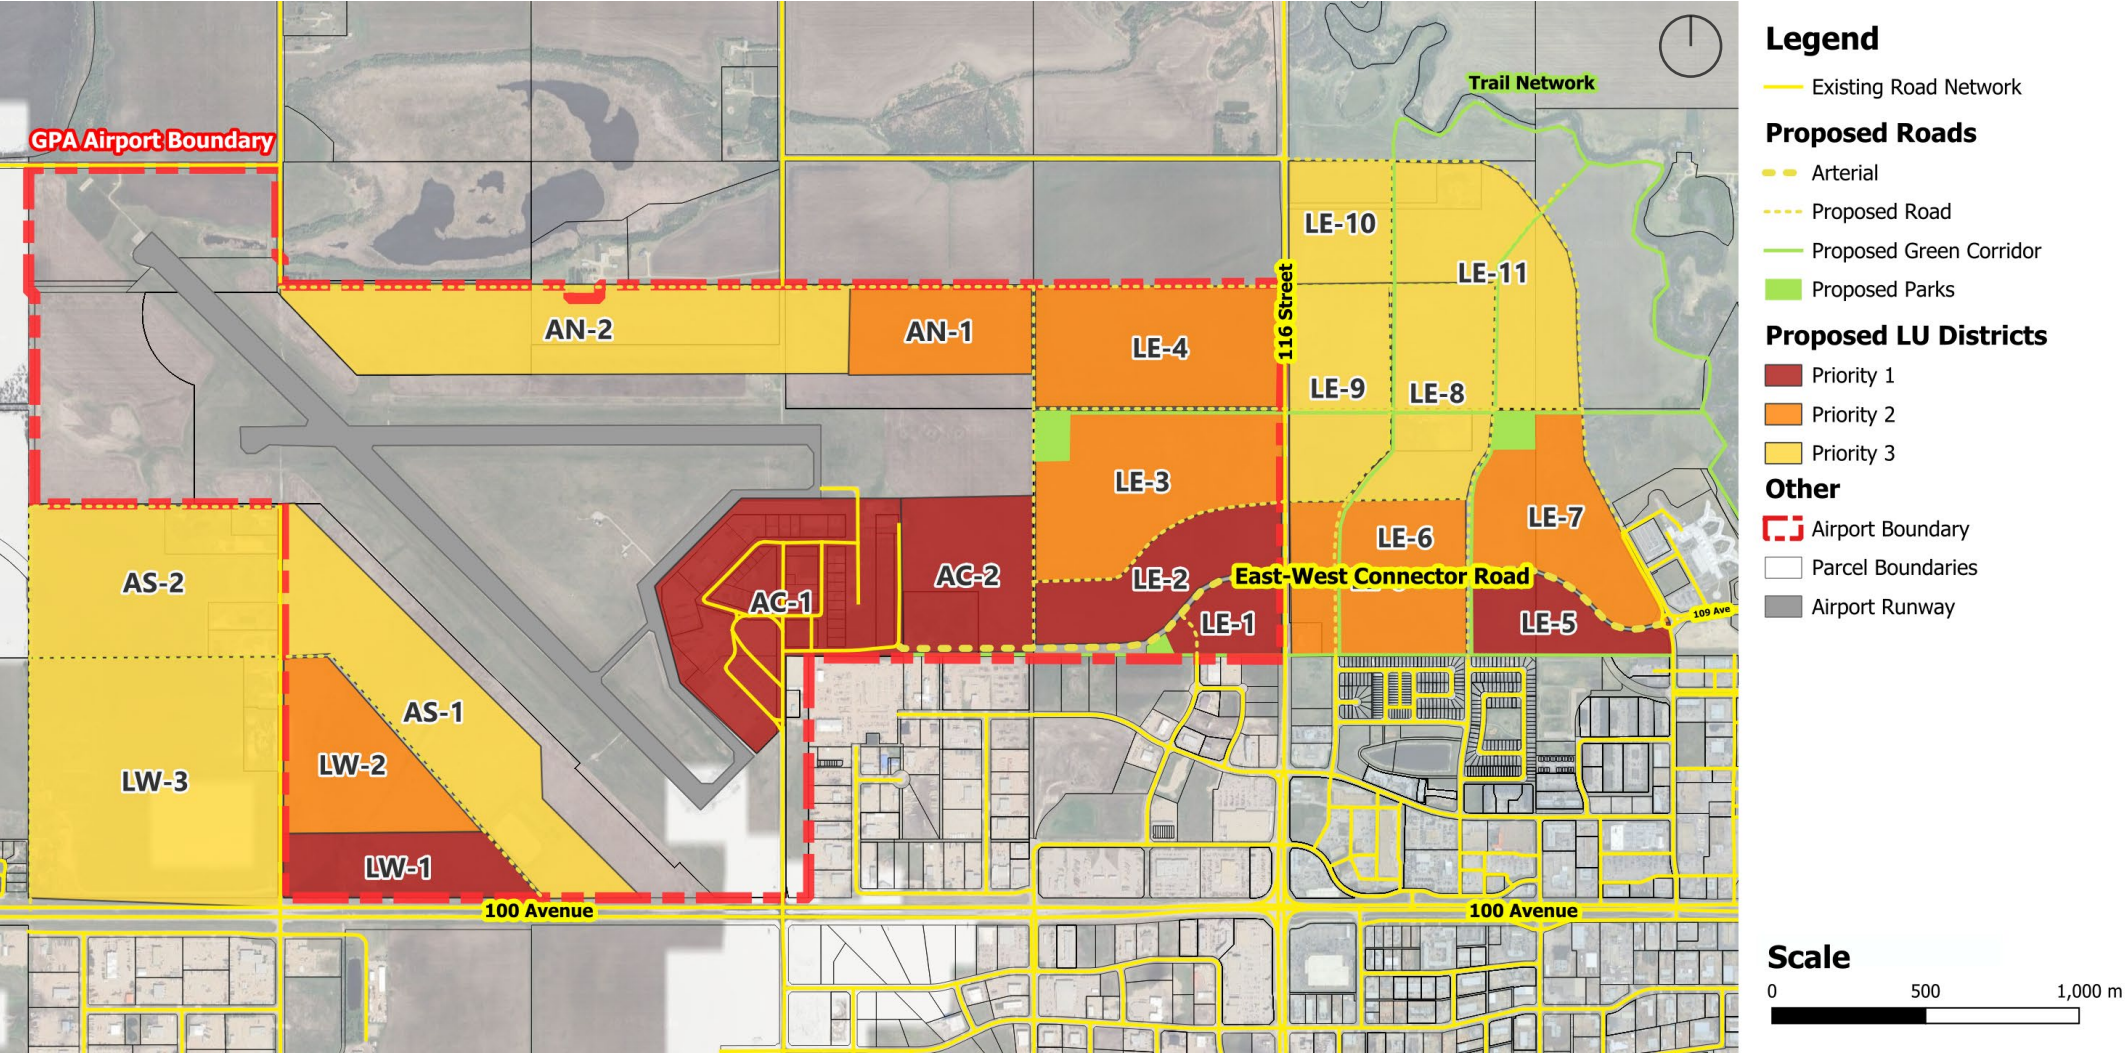 Trail Network
GPA Airport Boundary
LE-10
LE-11
116 Street
AN-2
AN-1
LE-4
LE-9
LE-8
LE-3
LE-7
LE-6
AS-2
AC-1
AC-2
LE-2
East-West Connector Road
LE-1
LE-5
109 Ave
AS-1
LW-2
LW-3
LW-1
100 Avenue
100 Avenue
Legend
Existing Road Network
Proposed Roads
Arterial
Proposed Road
Proposed Green Corridor
Proposed Parks
Proposed LU Districts
Priority 1
Priority 2
Priority 3
Other
Airport Boundary
Parcel Boundaries
Airport Runway
Scale
0 500 1,000 m